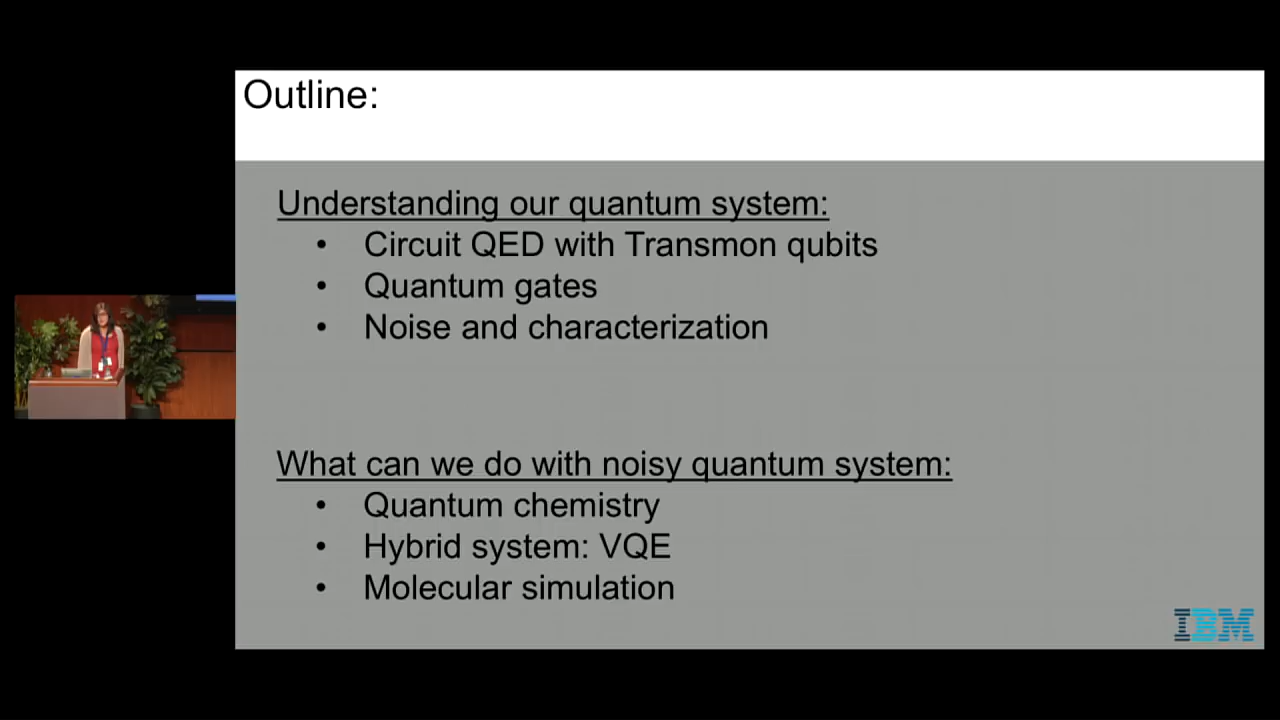 Outline:
Understanding our quantum system:
• Circuit QED with Transmon qubits
• Quantum gates
• Noise and characterization
What can we do with noisy quantum system:
• Quantum chemistry
• Hybrid system: VQE
• Molecular simulation
IBM